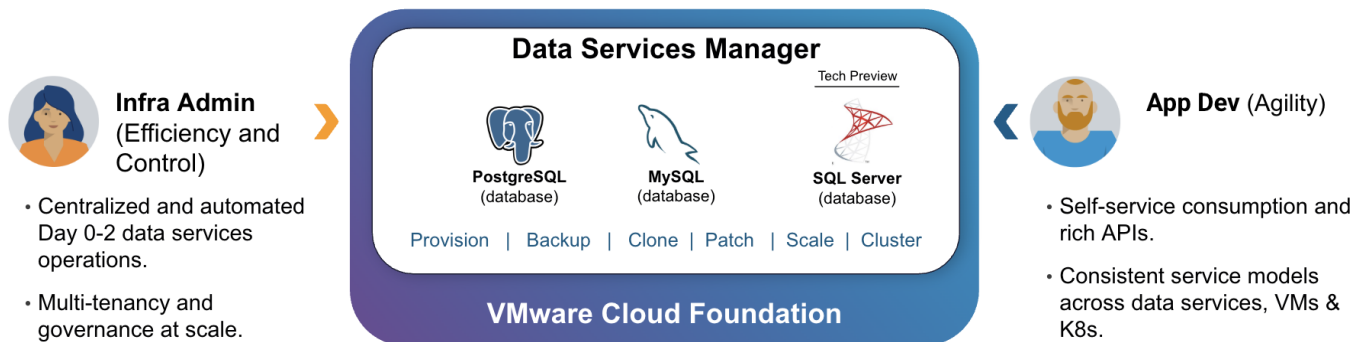 Infra Admin
(Efficiency and
Control)
• Centralized and automated
Day 0-2 data services
operations.
• Multi-tenancy and
governance at scale.
Data Services Manager
Tech Preview
PostgreSQL
(database)
MySQL
(database)
SQL Server
(database)
Provision | Backup | Clone | Patch | Scale | Cluster
VMware Cloud Foundation
App Dev (Agility)
• Self-service consumption and
rich APIs.
• Consistent service models
across data services, VMs &
K8s.